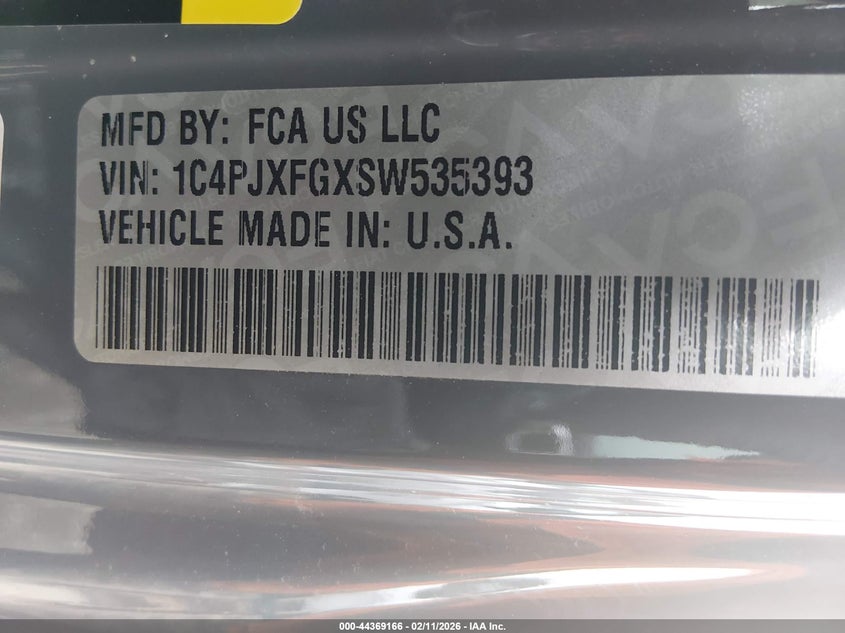 MFD BY: FCA US LLC
VIN: 1C4PJXFGXSW535393
VEHICLE MADE IN: U.S.A.
000-44369166 - 02/11/2026 - IAA Inc.